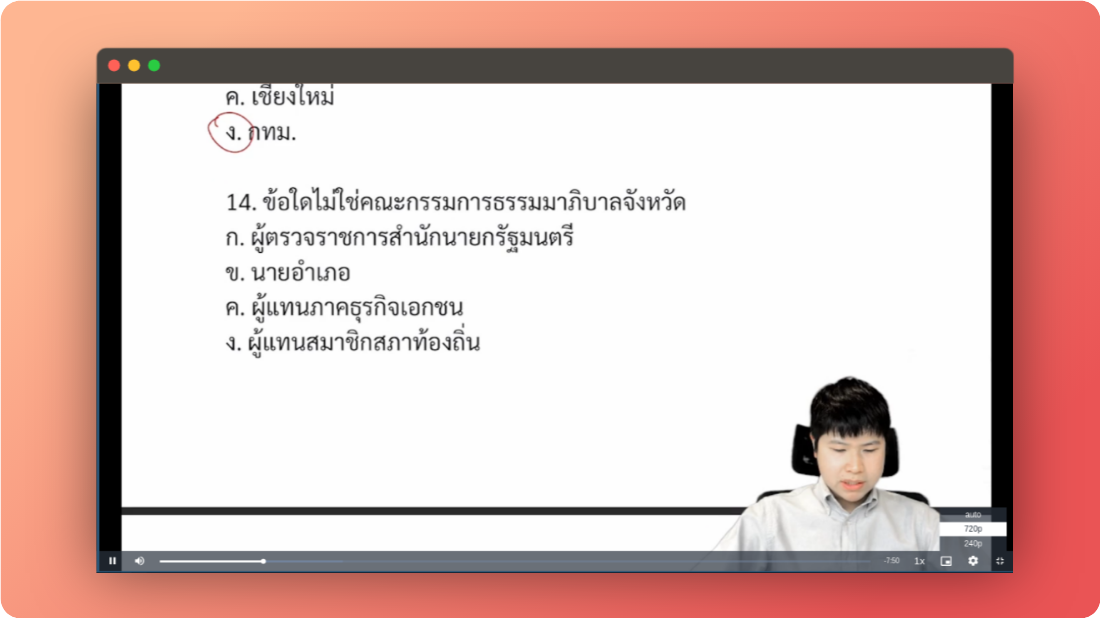 ค. เชียงใหม่
ง. กทม.
14. ข้อใดไม่ใช่คณะกรรมการธรรมมาภิบาลจังหวัด
ก. ผู้ตรวจราชการสำนักนายกรัฐมนตรี
ข. นายอำเภอ
ค. ผู้แทนภาคธุรกิจเอกชน
ง. ผู้แทนสมาชิกสภาท้องถิ่น
auto
720p
240p
-7:50 1x